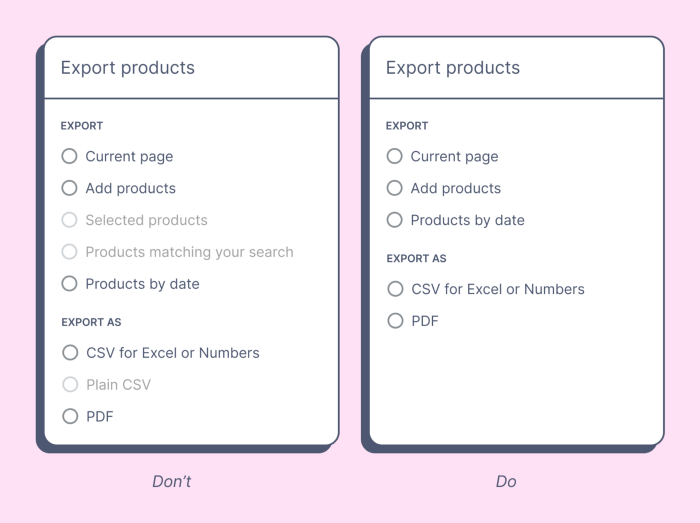 Export products
EXPORT
Current page
Add products
Selected products
Products matching your search
Products by date
EXPORT AS
CSV for Excel or Numbers
Plain CSV
PDF
Don't
Export products
EXPORT
Current page
Add products
Products by date
EXPORT AS
CSV for Excel or Numbers
PDF
Do